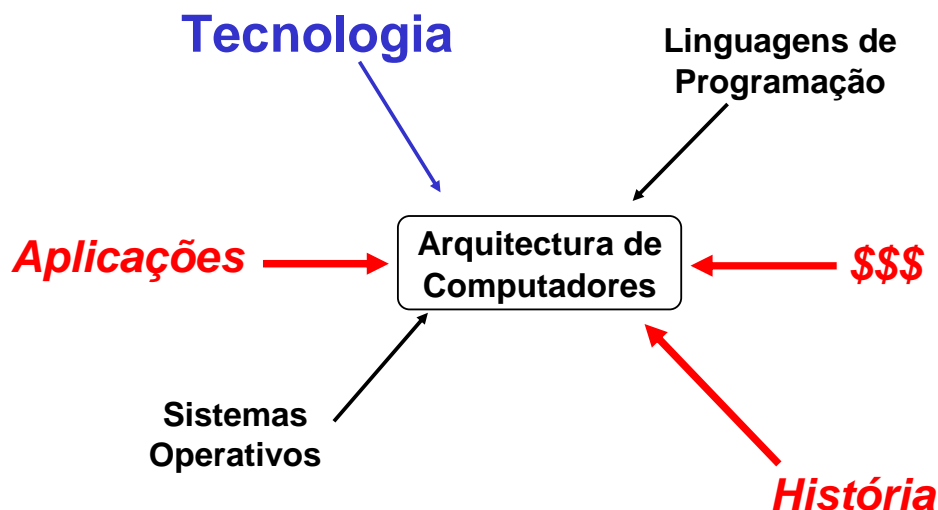 Tecnologia
Linguagens de
Programação
Aplicações
Arquitectura de
Computadores
$$$
Sistemas
Operativos
História